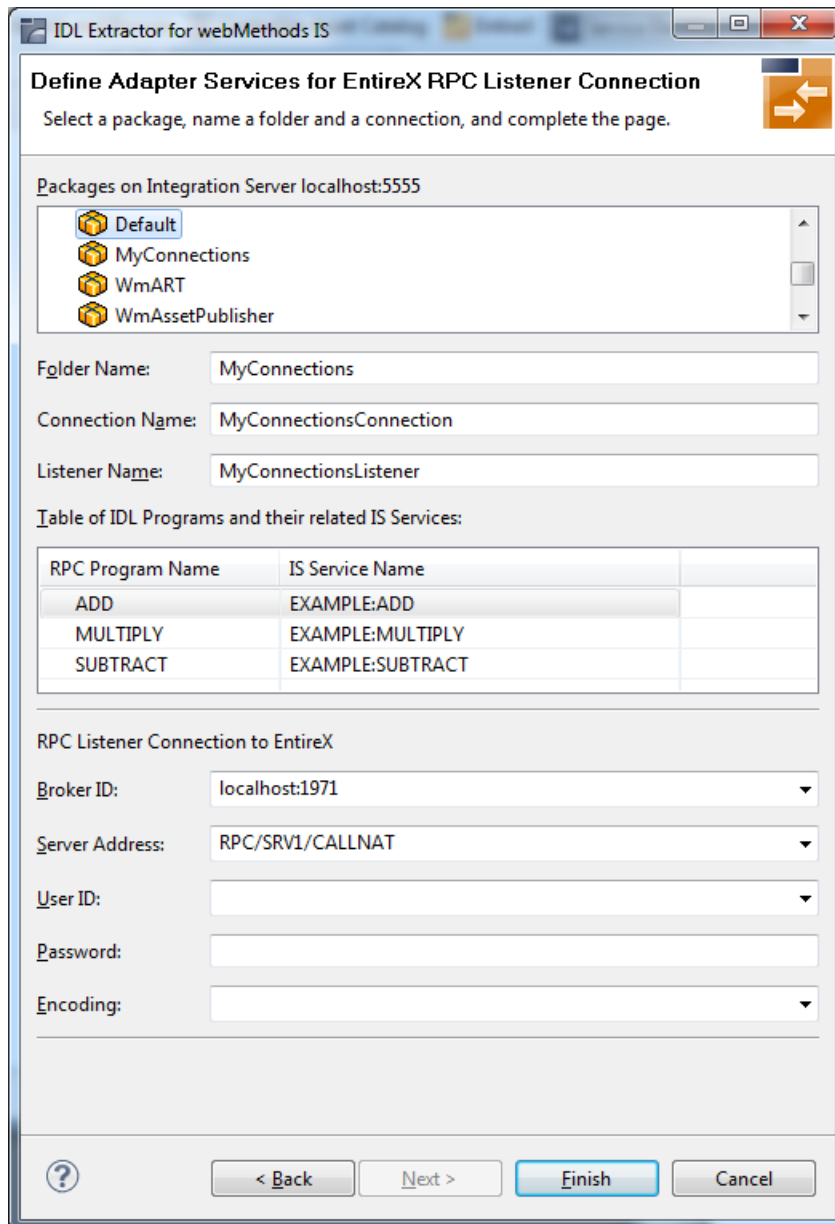 IDL Extractor for webMethods IS
Define Adapter Services for EntireX RPC Listener Connection
Select a package, name a folder and a connection, and complete the page.
Packages on Integration Server localhost:5555
Default
MyConnections
WmART
WmAssetPublisher
Folder Name: MyConnections
Connection Name: MyConnectionsConnection
Listener Name: MyConnectionsListener
Table of IDL Programs and their related IS Services:
RPC Program Name IS Service Name
ADD EXAMPLE:ADD
MULTIPLY EXAMPLE:MULTIPLY
SUBTRACT EXAMPLE:SUBTRACT
RPC Listener Connection to EntireX
Broker ID: localhost:1971
Server Address: RPC/SRV1/CALLNAT
User ID:
Password:
Encoding:
? < Back Next > Finish Cancel